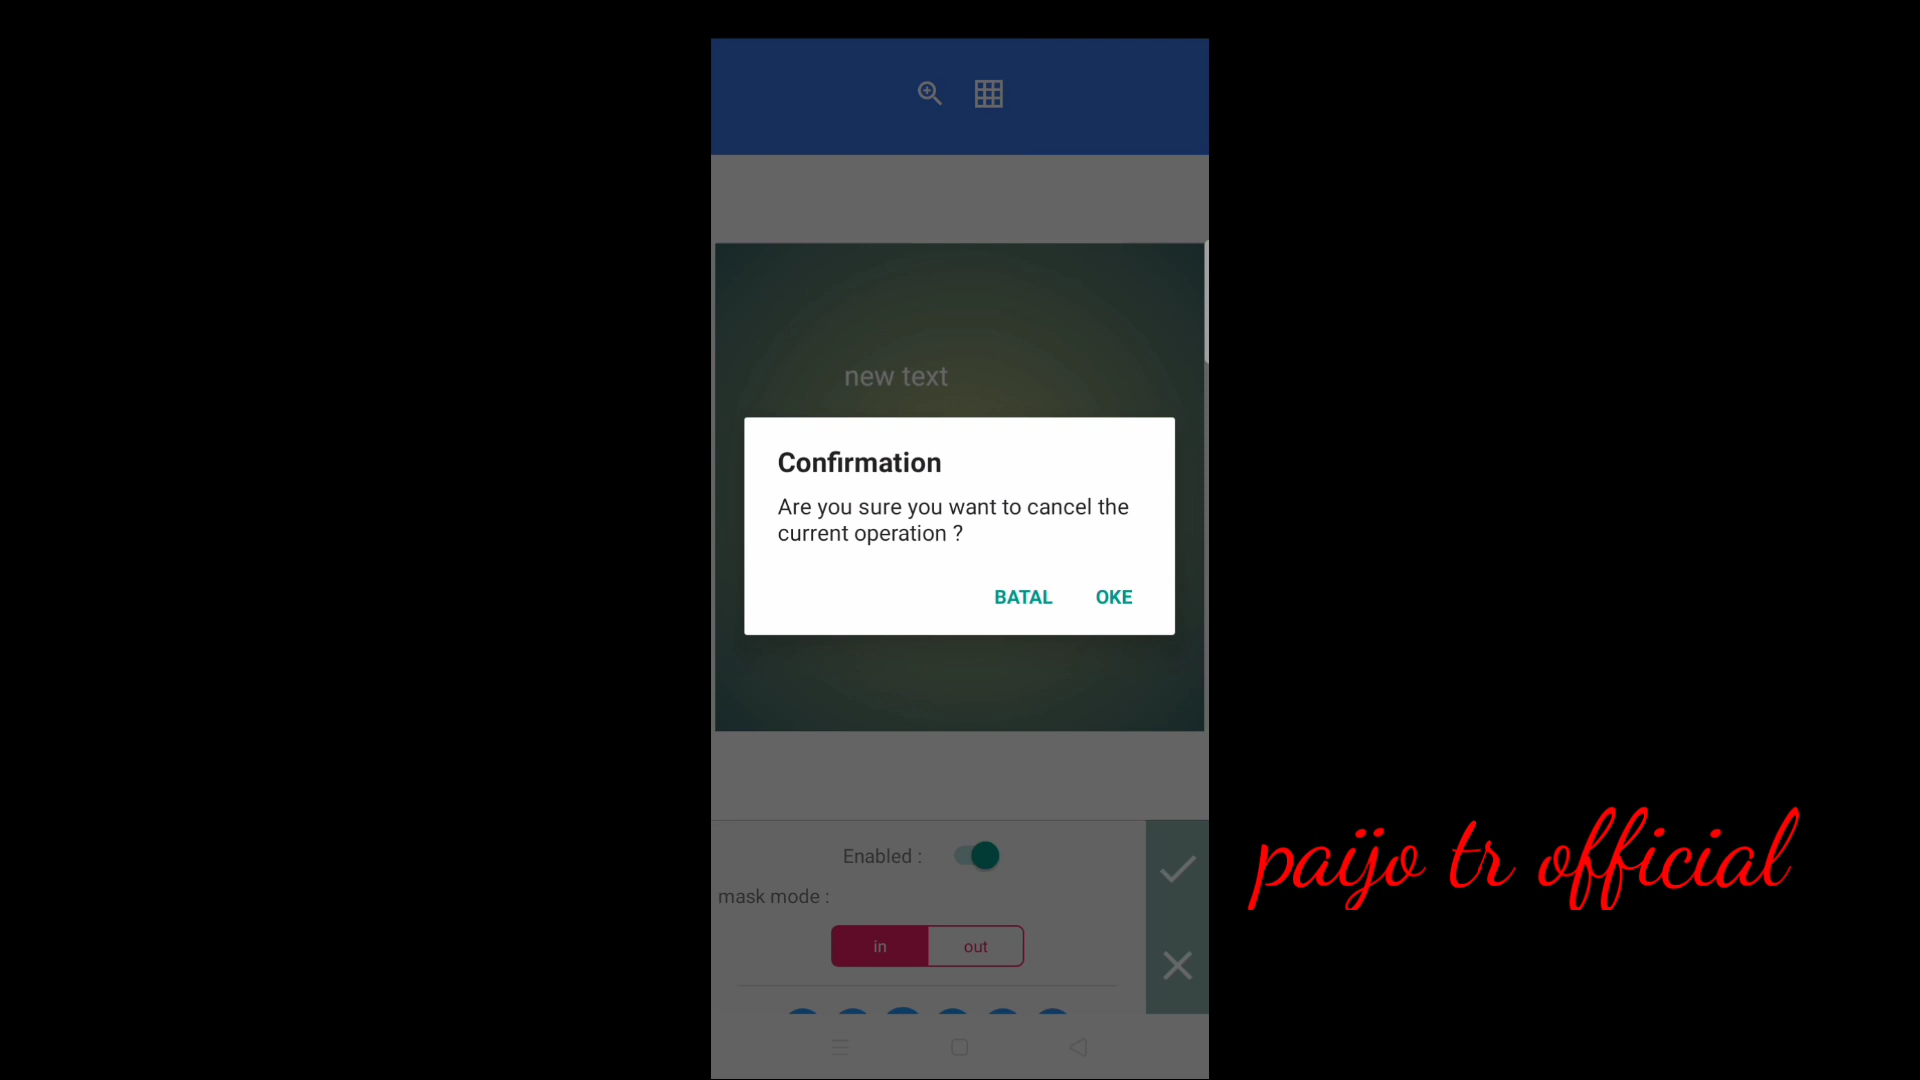 new text
Confirmation
Are you sure you want to cancel the
current operation ?
BATAL OKE
Enabled :
mask mode :
in out
paijo tr official